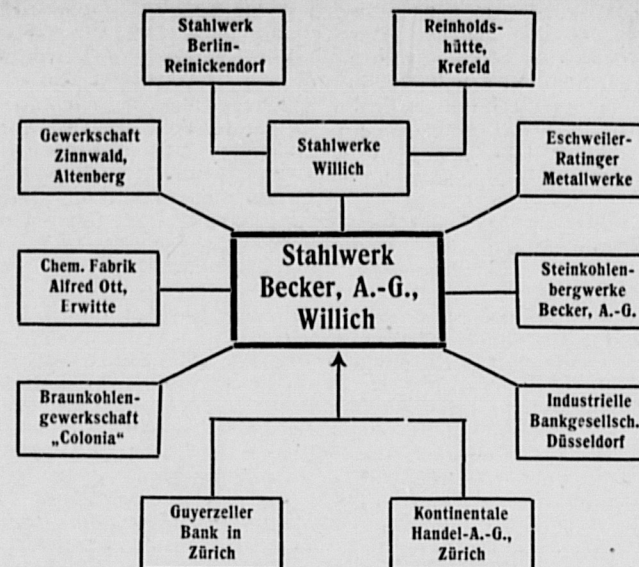 Stahlwerk
Berlin-
Reinickendorf
Reinholds-
hütte,
Krefeld
Gewerkschaft
Zinnwald,
Altenberg
Stahlwerke
Willich
Eschweiler-
Ratinger
Metallwerke
Chem. Fabrik
Alfred Ott,
Erwitte
Stahlwerk
Becker, A.-G.,
Willich
Steinkohlen-
bergwerke
Becker, A.-G.
Braunkohlen-
gewerkschaft
„Colonia“
Industrielle
Bankgesellsch.
Düsseldorf
Guyerzeller
Bank in
Zürich
Kontinentale
Handel-A.-G.,
Zürich